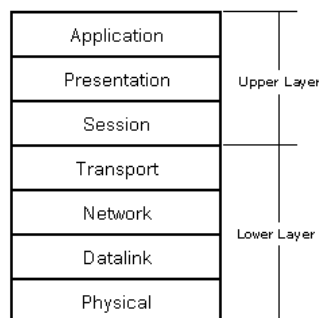 Application
Presentation
Upper Layer
Session
Transport
Network
Lower Layer
Datalink
Physical